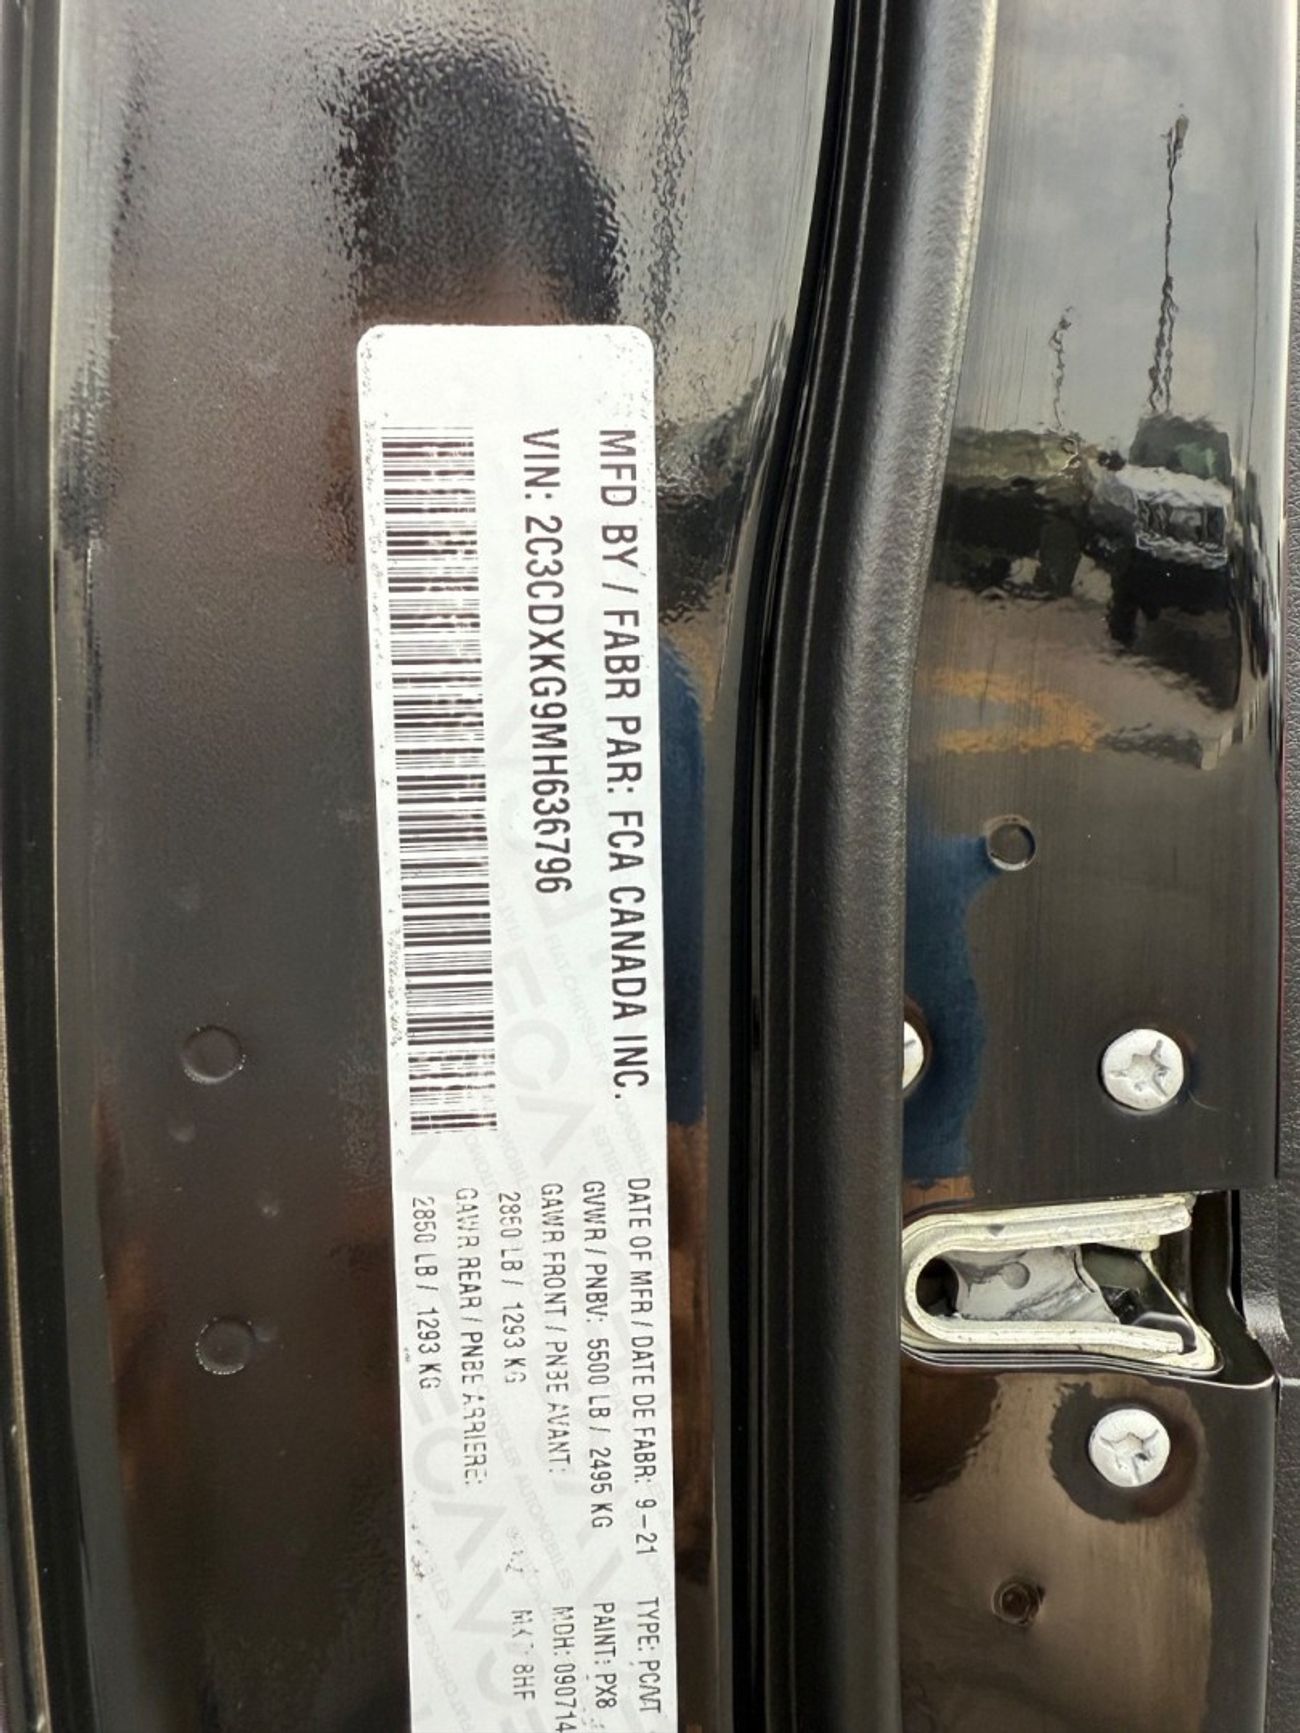 MFD BY / FABR PAR: FCA CANADA INC.
VIN: 2C3CDXKG9MH636796
DATE OF MFR / DATE DE FABR: 9-21 TYPE: PC/VT
GVWR / PNBV: 5500 LB / 2495 KG PAINT: PX8
GAWR FRONT / PNBE AVANT: MDH: 090714
2850 LB / 1293 KG
GAWR REAR / PNBE ARRIERE:
2850 LB / 1293 KG